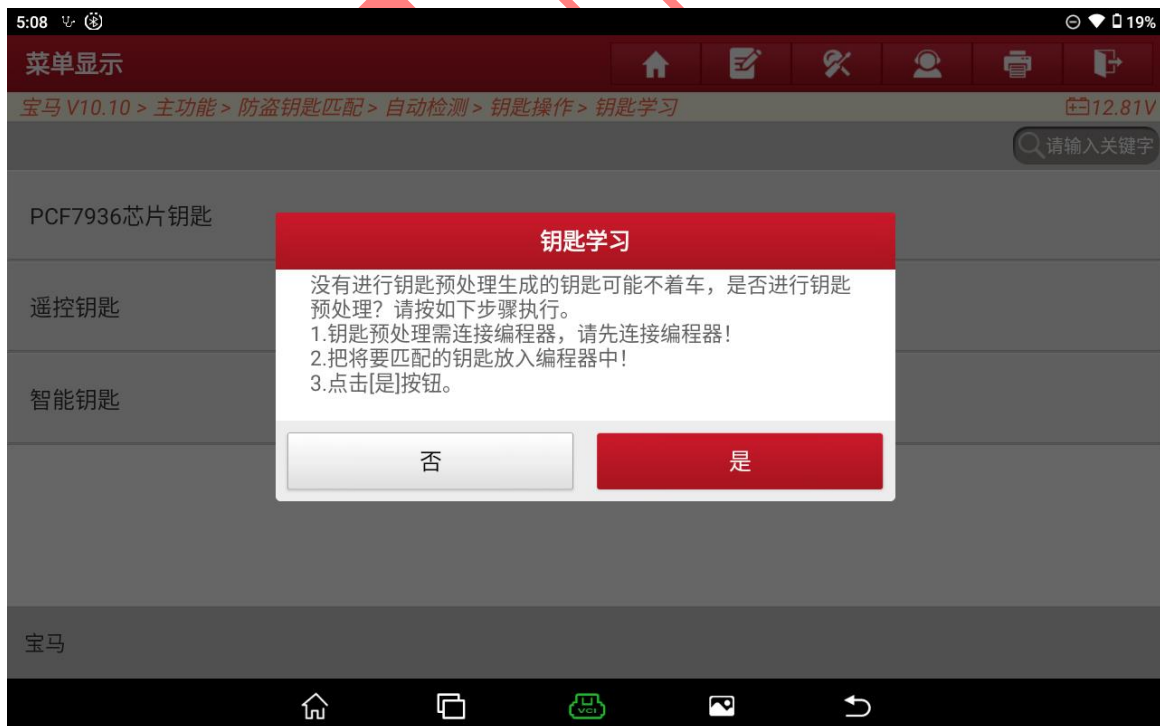 5:08
19%
菜单显示
宝马 V10.10 > 主功能 > 防盗钥匙匹配 > 自动检测 > 钥匙操作 > 钥匙学习
12.81V
请输入关键字
PCF7936芯片钥匙
遥控钥匙
智能钥匙
钥匙学习
没有进行钥匙预处理生成的钥匙可能不着车，是否进行钥匙
预处理？请按如下步骤执行。
1.钥匙预处理需连接编程器，请先连接编程器！
2.把将要匹配的钥匙放入编程器中！
3.点击[是]按钮。
否
是
宝马
VCI